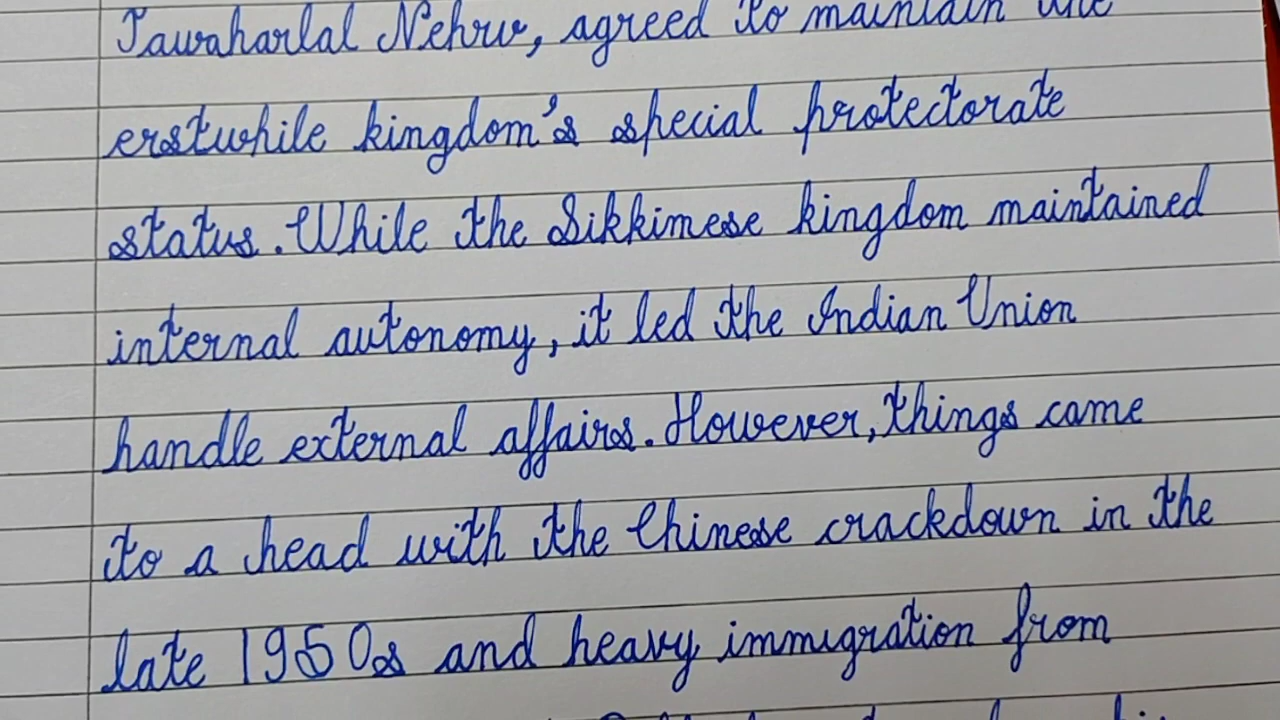 Jawaharlal Nehru, agreed to maintain the
erstwhile kingdom's special protectorate
status. While the Sikkimese kingdom maintained
internal autonomy, it led the Indian Union
handle external affairs. However, things came
to a head with the Chinese crackdown in the
late 1950s and heavy immigration from